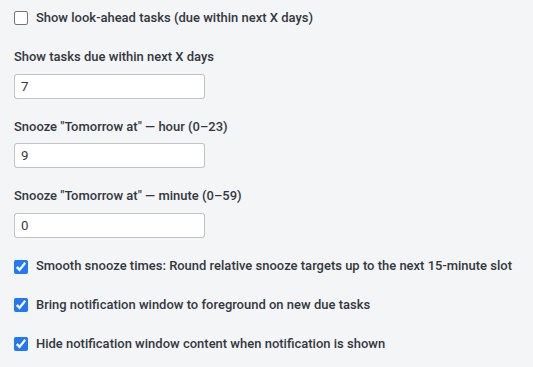 Show look-ahead tasks (due within next X days)
Show tasks due within next X days
7
Snooze "Tomorrow at" — hour (0–23)
9
Snooze "Tomorrow at" — minute (0–59)
0
Smooth snooze times: Round relative snooze targets up to the next 15-minute slot
Bring notification window to foreground on new due tasks
Hide notification window content when notification is shown